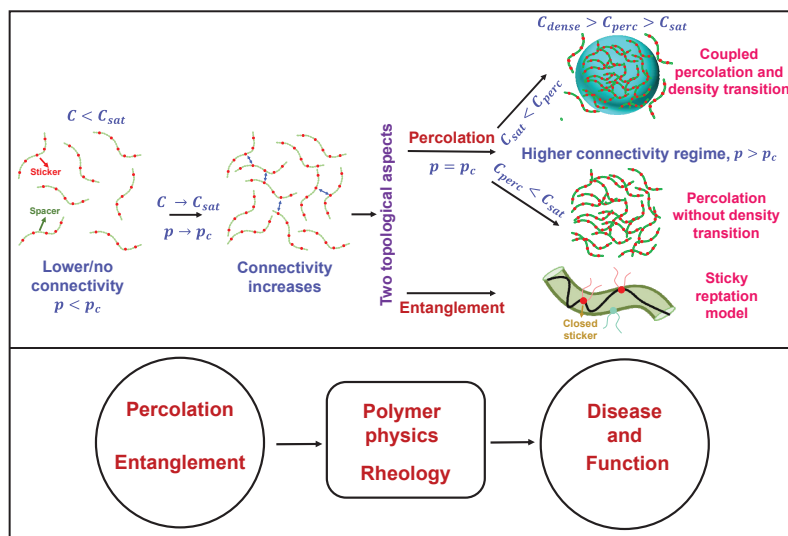 C < C_sat
Sticker
Spacer
Lower/no
connectivity
p < p_c
C → C_sat
p → p_c
Connectivity
increases
Two topological aspects
Percolation
p = p_c
C_sat < C_perc
C_perc < C_sat
C_dense > C_perc > C_sat
Coupled
percolation and
density transition
Higher connectivity regime, p > p_c
Percolation
without density
transition
Entanglement
Closed
sticker
Sticky
reptation
model
Percolation
Entanglement
Polymer
physics
Rheology
Disease
and
Function